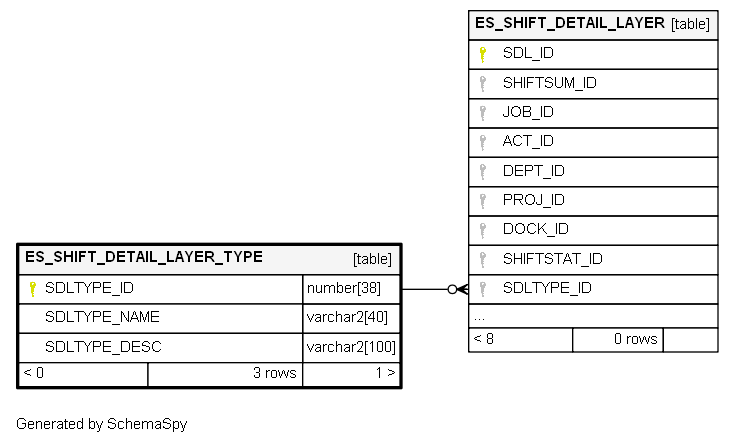 ES_SHIFT_DETAIL_LAYER [table]
SDL_ID
SHIFTSUM_ID
JOB_ID
ACT_ID
DEPT_ID
PROJ_ID
DOCK_ID
SHIFTSTAT_ID
SDLTYPE_ID
...
< 8 0 rows
ES_SHIFT_DETAIL_LAYER_TYPE [table]
SDLTYPE_ID number[38]
SDLTYPE_NAME varchar2[40]
SDLTYPE_DESC varchar2[100]
< 0 3 rows 1 >
Generated by SchemaSpy